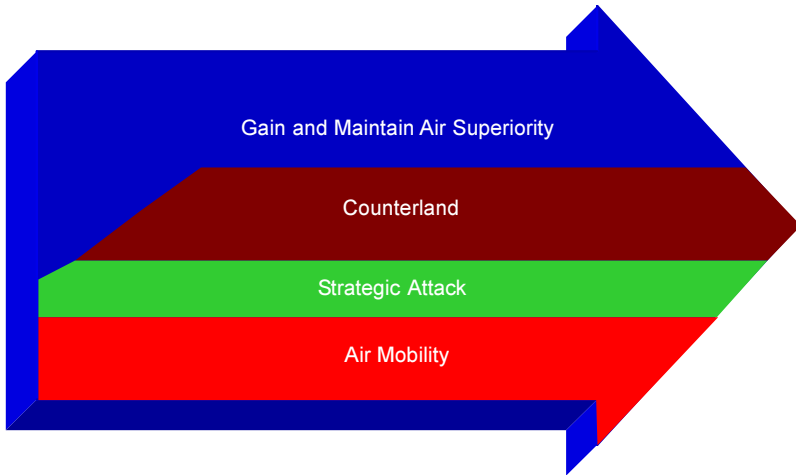 Gain and Maintain Air Superiority
Counterland
Strategic Attack
Air Mobility